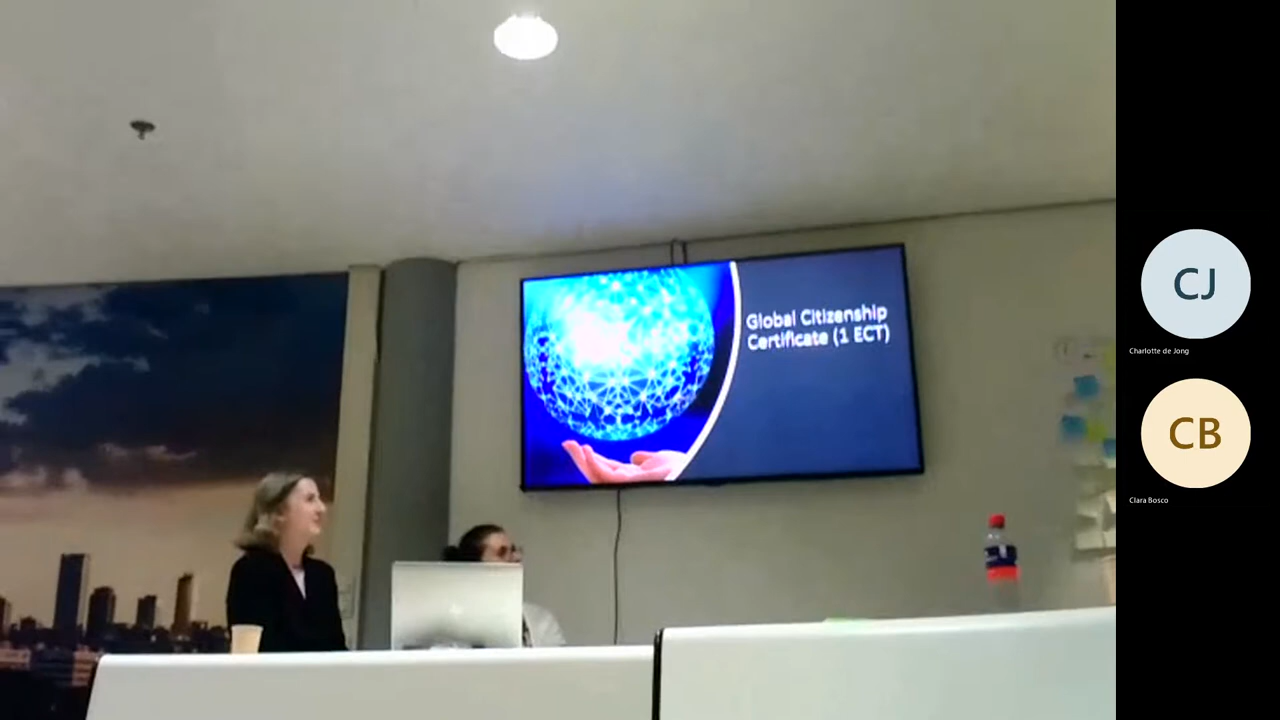 Global Citizenship
Certificate (1 ECT)
CJ
Charlotte de Jong
CB
Clara Bosco